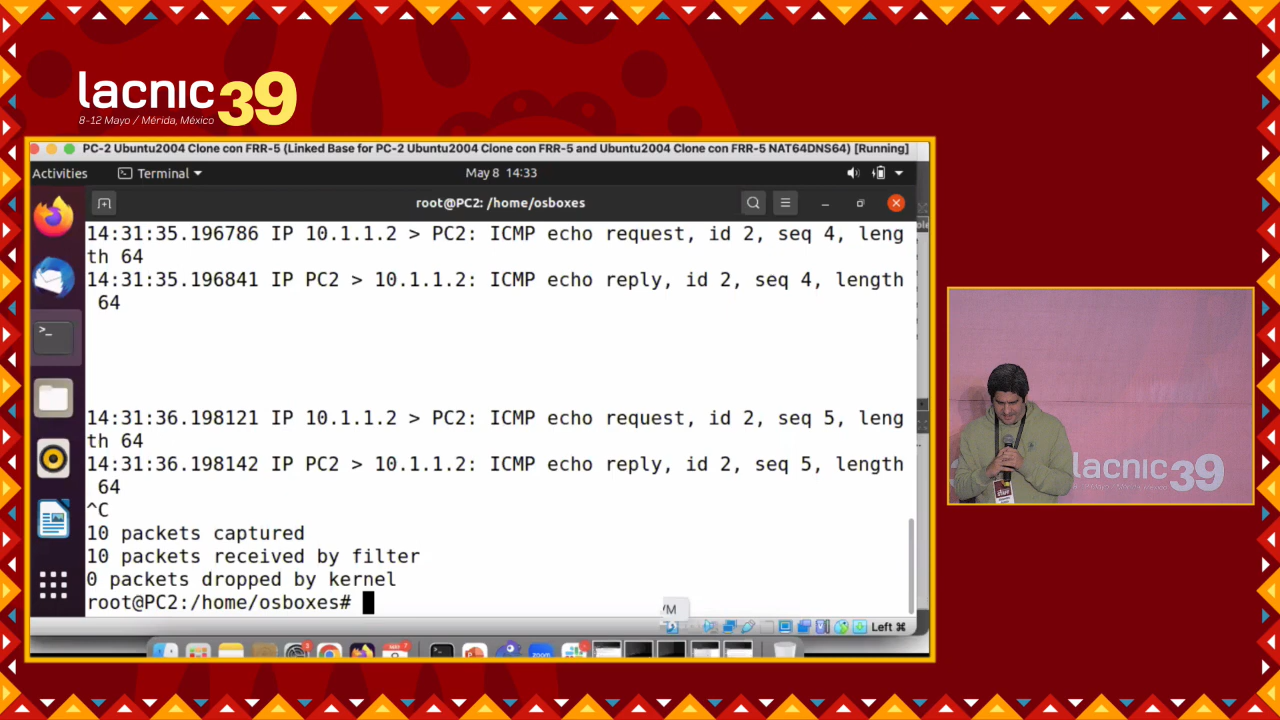 lacnic 39
8-12 Mayo / Mérida, México
PC-2 Ubuntu2004 Clone con FRR-5 (Linked Base for PC-2 Ubuntu2004 Clone con FRR-5 and Ubuntu2004 Clone con FRR-5 NAT64DNS64) [Running]
Activities
Terminal
May 8 14:33
root@PC2: /home/osboxes
14:31:35.196786 IP 10.1.1.2 > PC2: ICMP echo request, id 2, seq 4, leng
th 64
14:31:35.196841 IP PC2 > 10.1.1.2: ICMP echo reply, id 2, seq 4, length
64
14:31:36.198121 IP 10.1.1.2 > PC2: ICMP echo request, id 2, seq 5, leng
th 64
14:31:36.198142 IP PC2 > 10.1.1.2: ICMP echo reply, id 2, seq 5, length
64
^C
10 packets captured
10 packets received by filter
0 packets dropped by kernel
root@PC2:/home/osboxes#
Left ⌘
zoom
lacnic 39